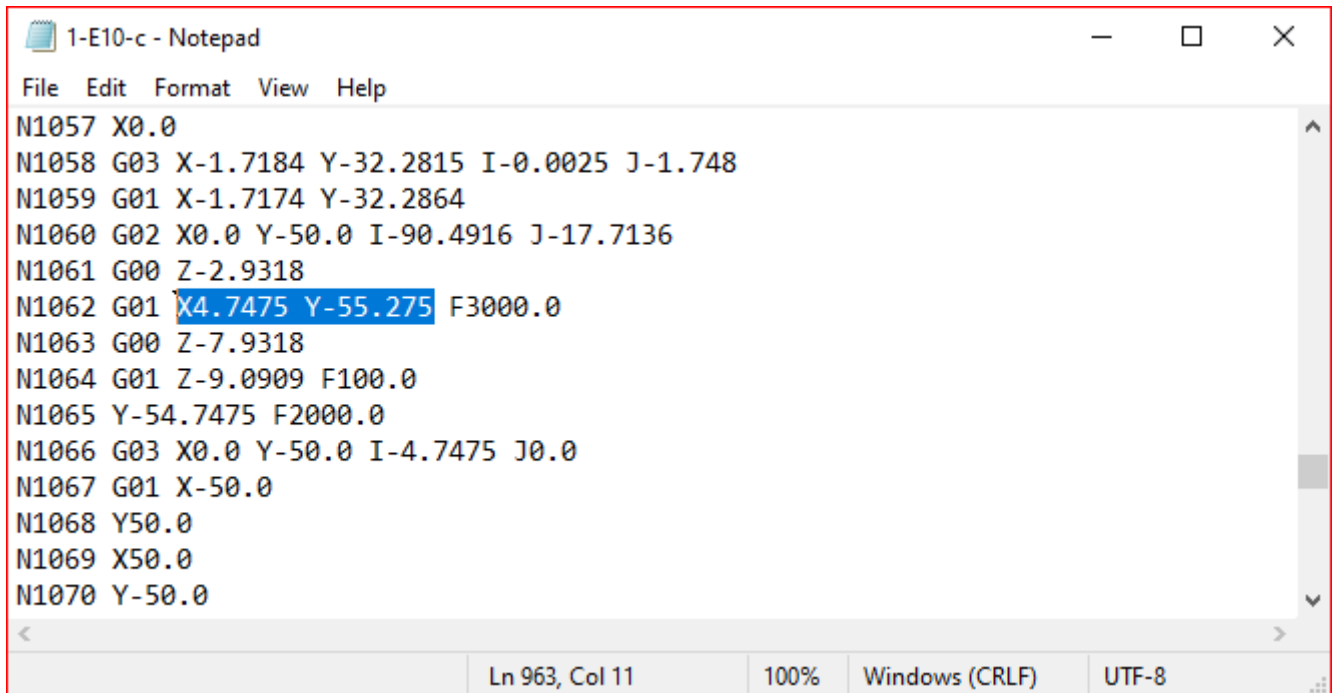 1-E10-c - Notepad
File Edit Format View Help
N1057 X0.0
N1058 G03 X-1.7184 Y-32.2815 I-0.0025 J-1.748
N1059 G01 X-1.7174 Y-32.2864
N1060 G02 X0.0 Y-50.0 I-90.4916 J-17.7136
N1061 G00 Z-2.9318
N1062 G01 X4.7475 Y-55.275 F3000.0
N1063 G00 Z-7.9318
N1064 G01 Z-9.0909 F100.0
N1065 Y-54.7475 F2000.0
N1066 G03 X0.0 Y-50.0 I-4.7475 J0.0
N1067 G01 X-50.0
N1068 Y50.0
N1069 X50.0
N1070 Y-50.0
Ln 963, Col 11 100% Windows (CRLF) UTF-8